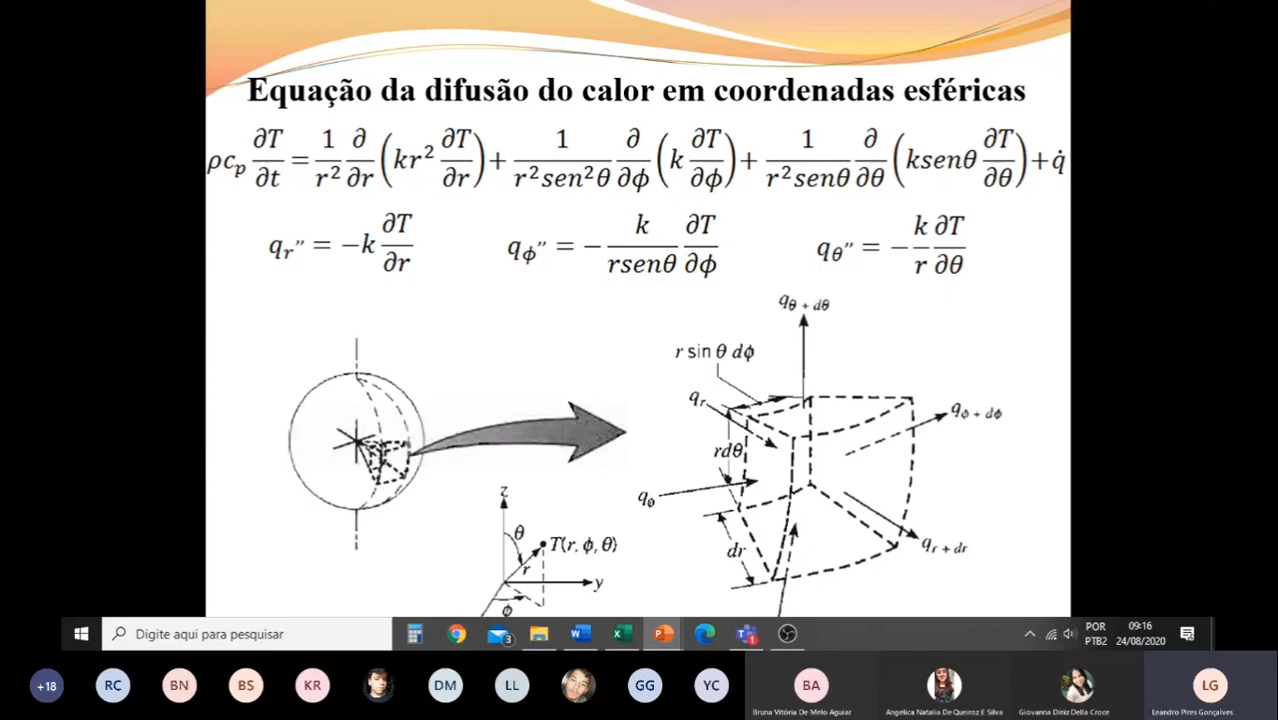 Equação da difusão do calor em coordenadas esféricas
ρc_p ∂T/∂t = 1/r² ∂/∂r (kr² ∂T/∂r) + 1/(r²sen²θ) ∂/∂ϕ (k ∂T/∂ϕ) + 1/(r²senθ) ∂/∂θ (ksenθ ∂T/∂θ) + q̇
q_r” = −k ∂T/∂r
q_ϕ” = − k/(rsenθ) ∂T/∂ϕ
q_θ” = − k/r ∂T/∂θ
q_θ + dθ
r sin θ dϕ
q_r
q_ϕ + dϕ
rdθ
q_ϕ
z
θ
T(r, ϕ, θ)
r
y
ϕ
dr
q_r + dr
Digite aqui para pesquisar
3
1
POR
PTB2
09:16
24/08/2020
+18
RC
BN
BS
KR
DM
LL
GG
YC
BA
LG
Bruna Vitória De Melo Aguiar
Angelica Natalia De Queiroz E Silva
Giovanna Diniz Della Croce
Leandro Pires Gonçalves